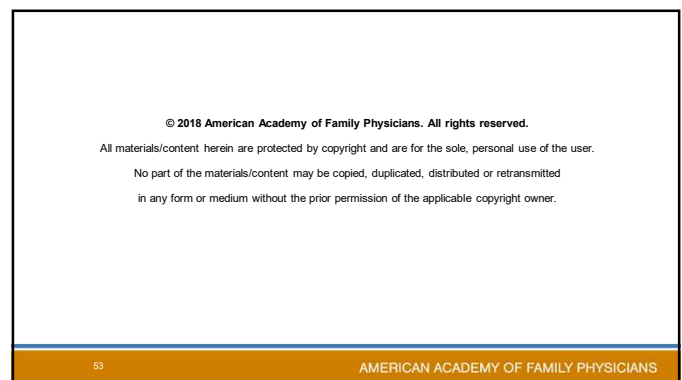 © 2018 American Academy of Family Physicians. All rights reserved.
All materials/content herein are protected by copyright and are for the sole, personal use of the user.
No part of the materials/content may be copied, duplicated, distributed or retransmitted
in any form or medium without the prior permission of the applicable copyright owner.
53
AMERICAN ACADEMY OF FAMILY PHYSICIANS